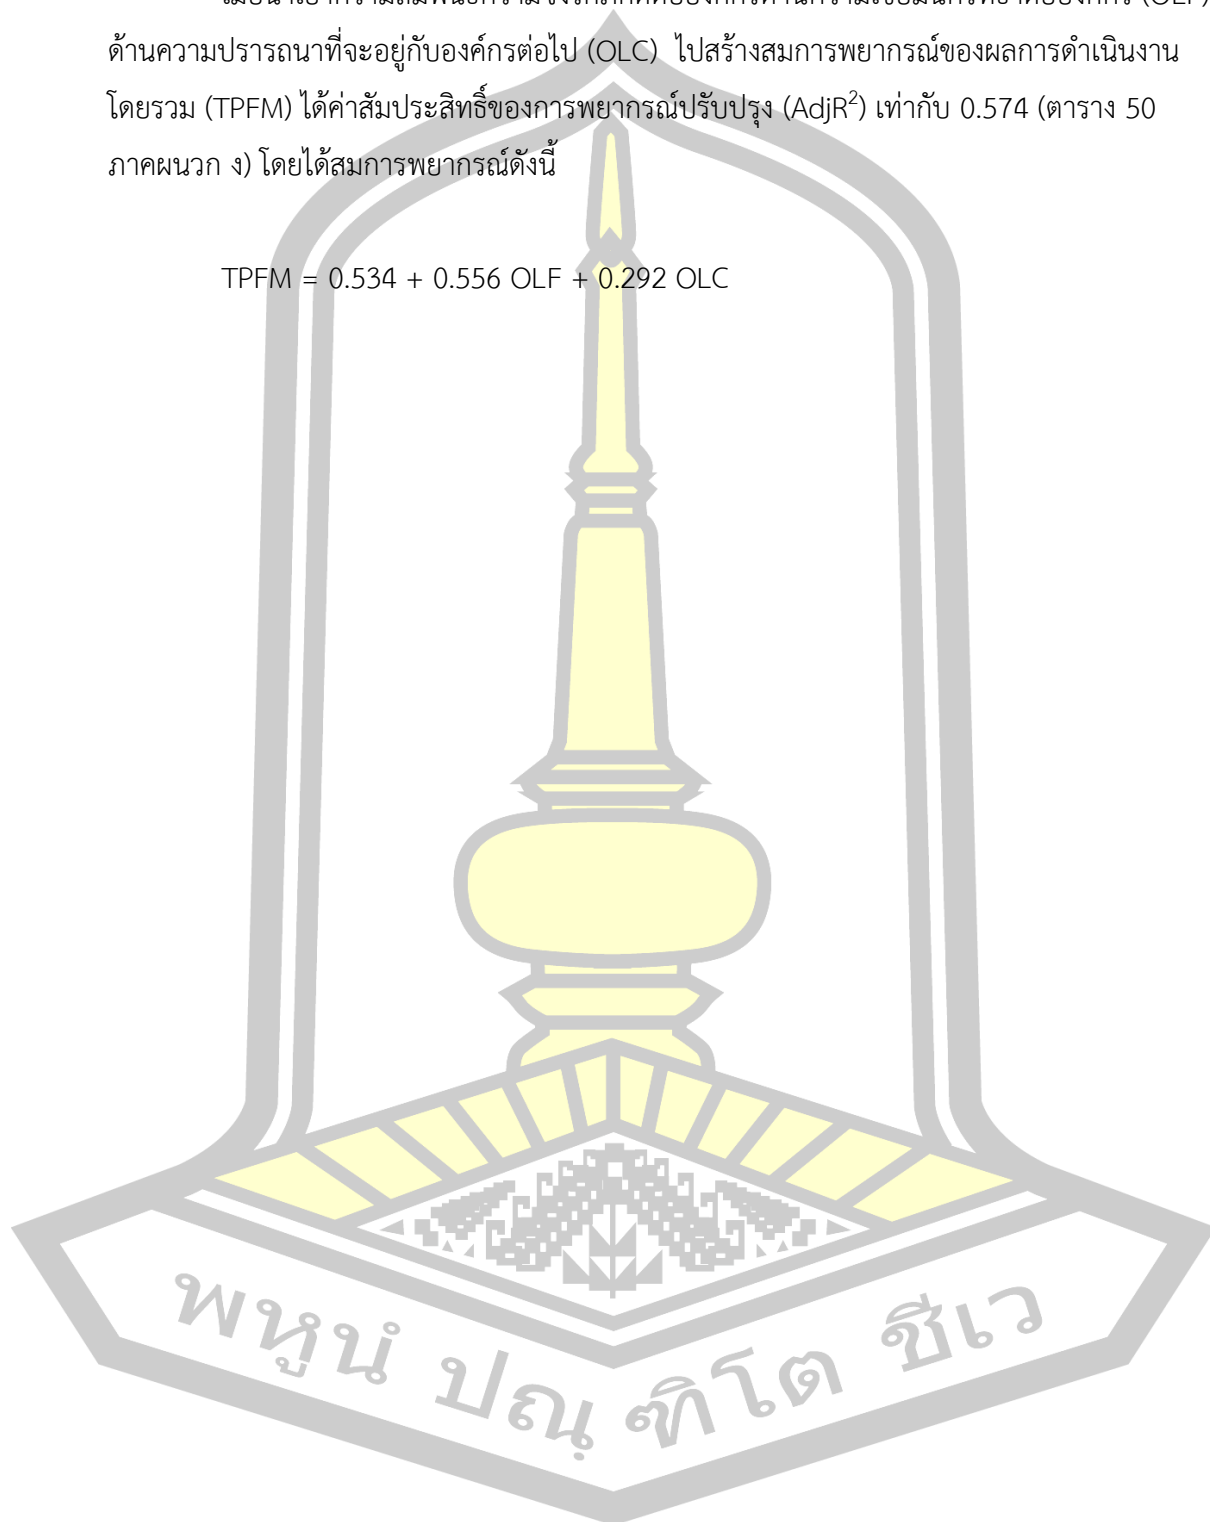 ด้านความปรารถนาที่จะอยู่กับองค์กรต่อไป (OLC) ไปสร้างสมการพยากรณ์ของผลการดำเนินงาน
โดยรวม (TPFM) ได้ค่าสัมประสิทธิ์ของการพยากรณ์ปรับปรุง (AdjR²) เท่ากับ 0.574 (ตาราง 50
ภาคผนวก ง) โดยได้สมการพยากรณ์ดังนี้
TPFM = 0.534 + 0.556 OLF + 0.292 OLC
พหูนํ ปณฺฑิโต ชีเว